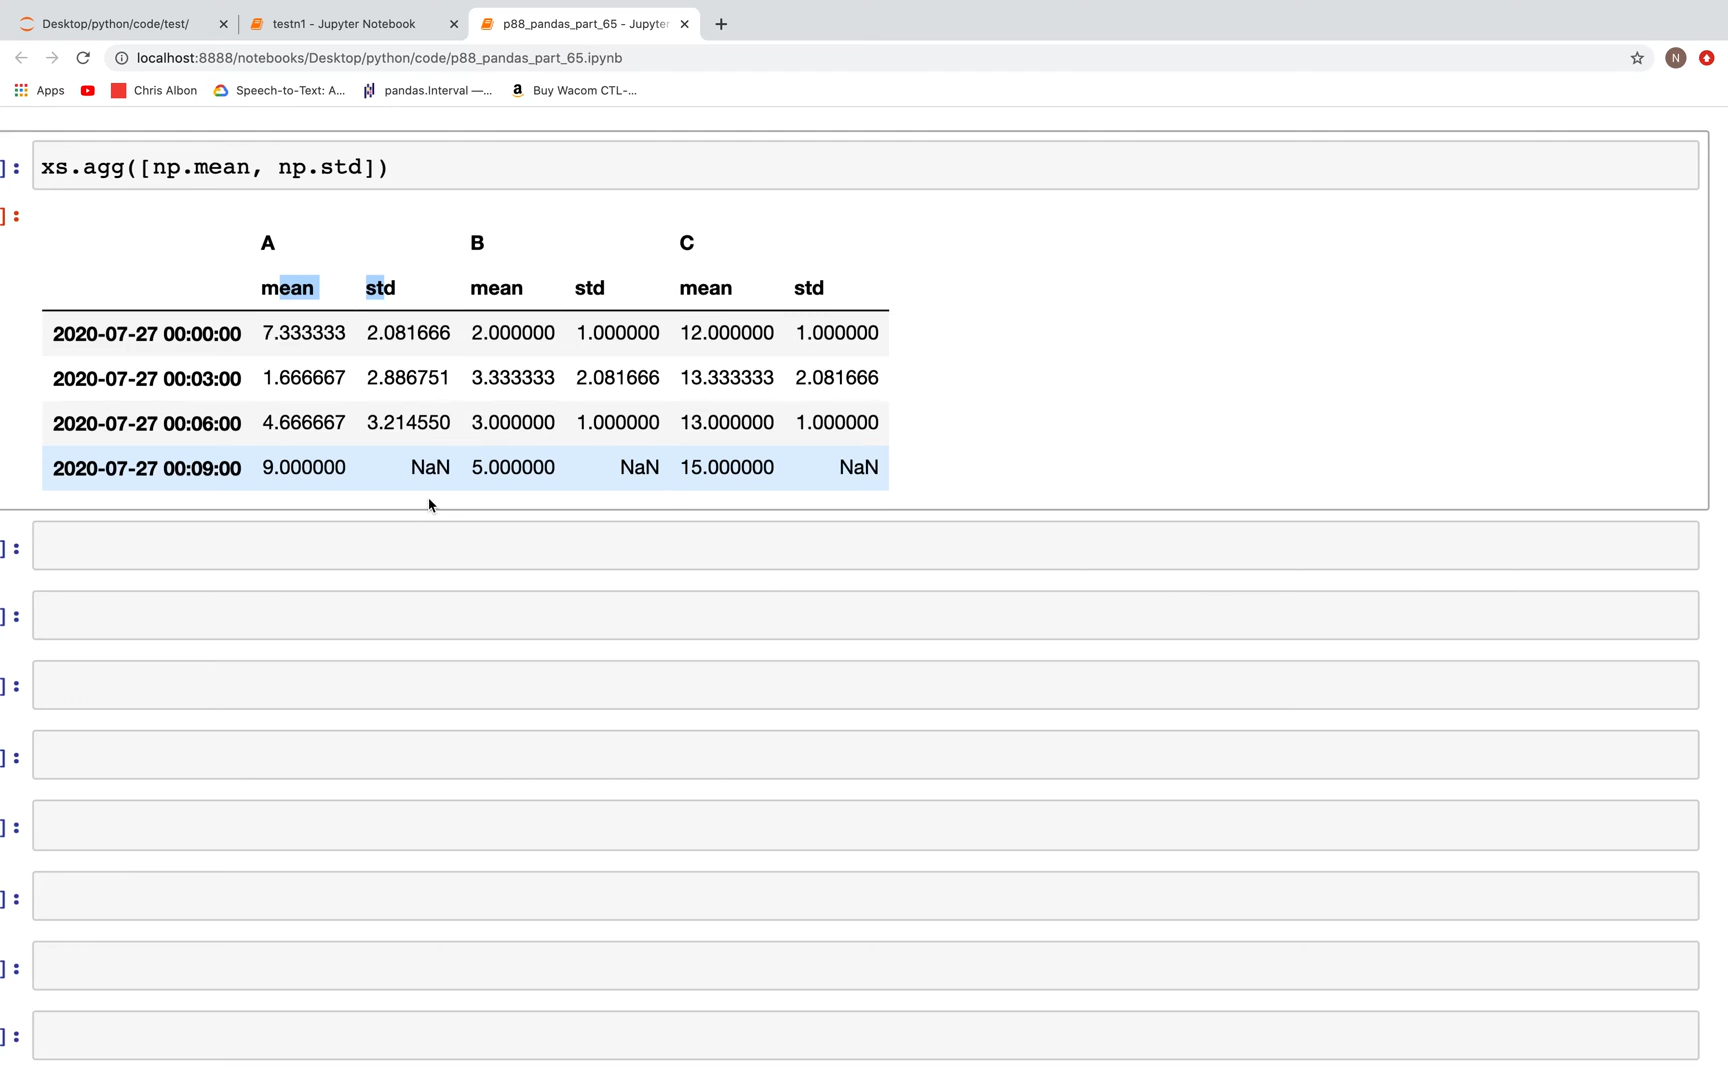 Desktop/python/code/test/ testn1 - Jupyter Notebook p88_pandas_part_65 - Jupyter
localhost:8888/notebooks/Desktop/python/code/p88_pandas_part_65.ipynb N
Apps Chris Albon Speech-to-Text: A... pandas.Interval —... a Buy Wacom CTL-...
]: xs.agg([np.mean, np.std])
]:
A B C
mean std mean std mean std
2020-07-27 00:00:00 7.333333 2.081666 2.000000 1.000000 12.000000 1.000000
2020-07-27 00:03:00 1.666667 2.886751 3.333333 2.081666 13.333333 2.081666
2020-07-27 00:06:00 4.666667 3.214550 3.000000 1.000000 13.000000 1.000000
2020-07-27 00:09:00 9.000000 NaN 5.000000 NaN 15.000000 NaN
]:
]:
]:
]:
]:
]:
]:
]: